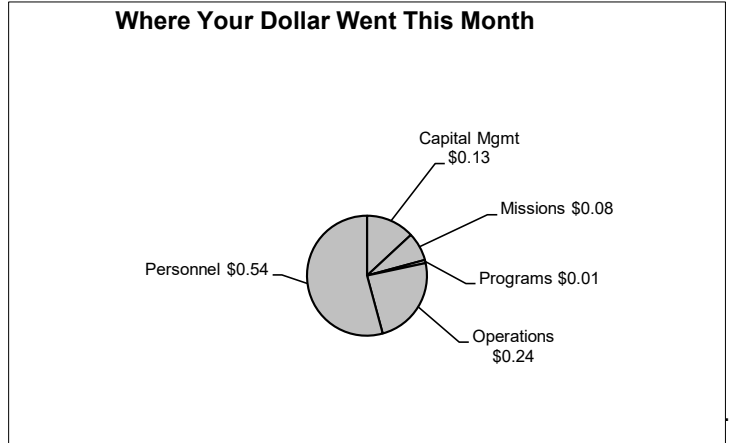 Where Your Dollar Went This Month
Capital Mgmt
$0.13
Missions $0.08
Personnel $0.54
Programs $0.01
Operations
$0.24